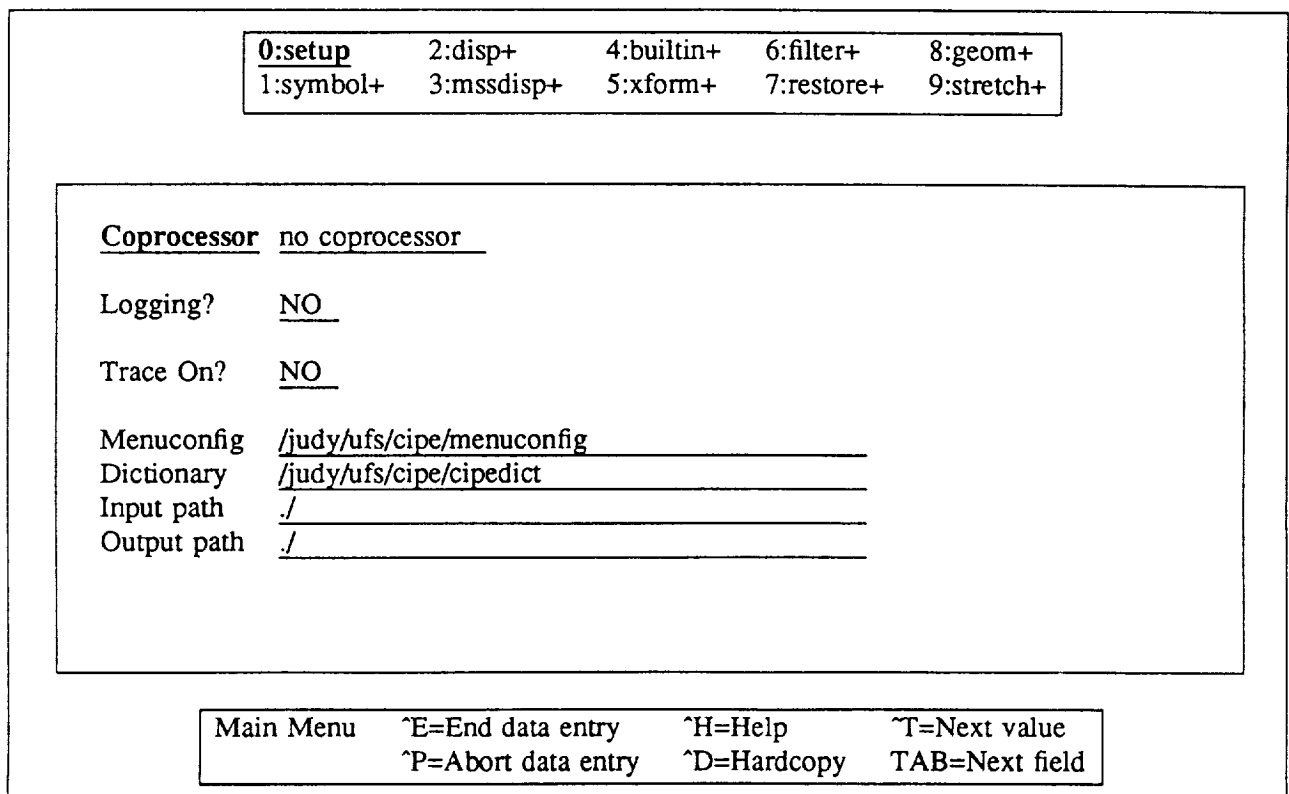 0:setup 2:disp+ 4:builtin+ 6:filter+ 8:geom+
1:symbol+ 3:mssdisp+ 5:xform+ 7:restore+ 9:stretch+
Coprocessor no coprocessor
Logging? NO
Trace On? NO
Menuconfig /judy/ufs/cipe/menuconfig
Dictionary /judy/ufs/cipe/cipedict
Input path ./
Output path ./
Main Menu ^E=End data entry ^H=Help ^T=Next value
^P=Abort data entry ^D=Hardcopy TAB=Next field